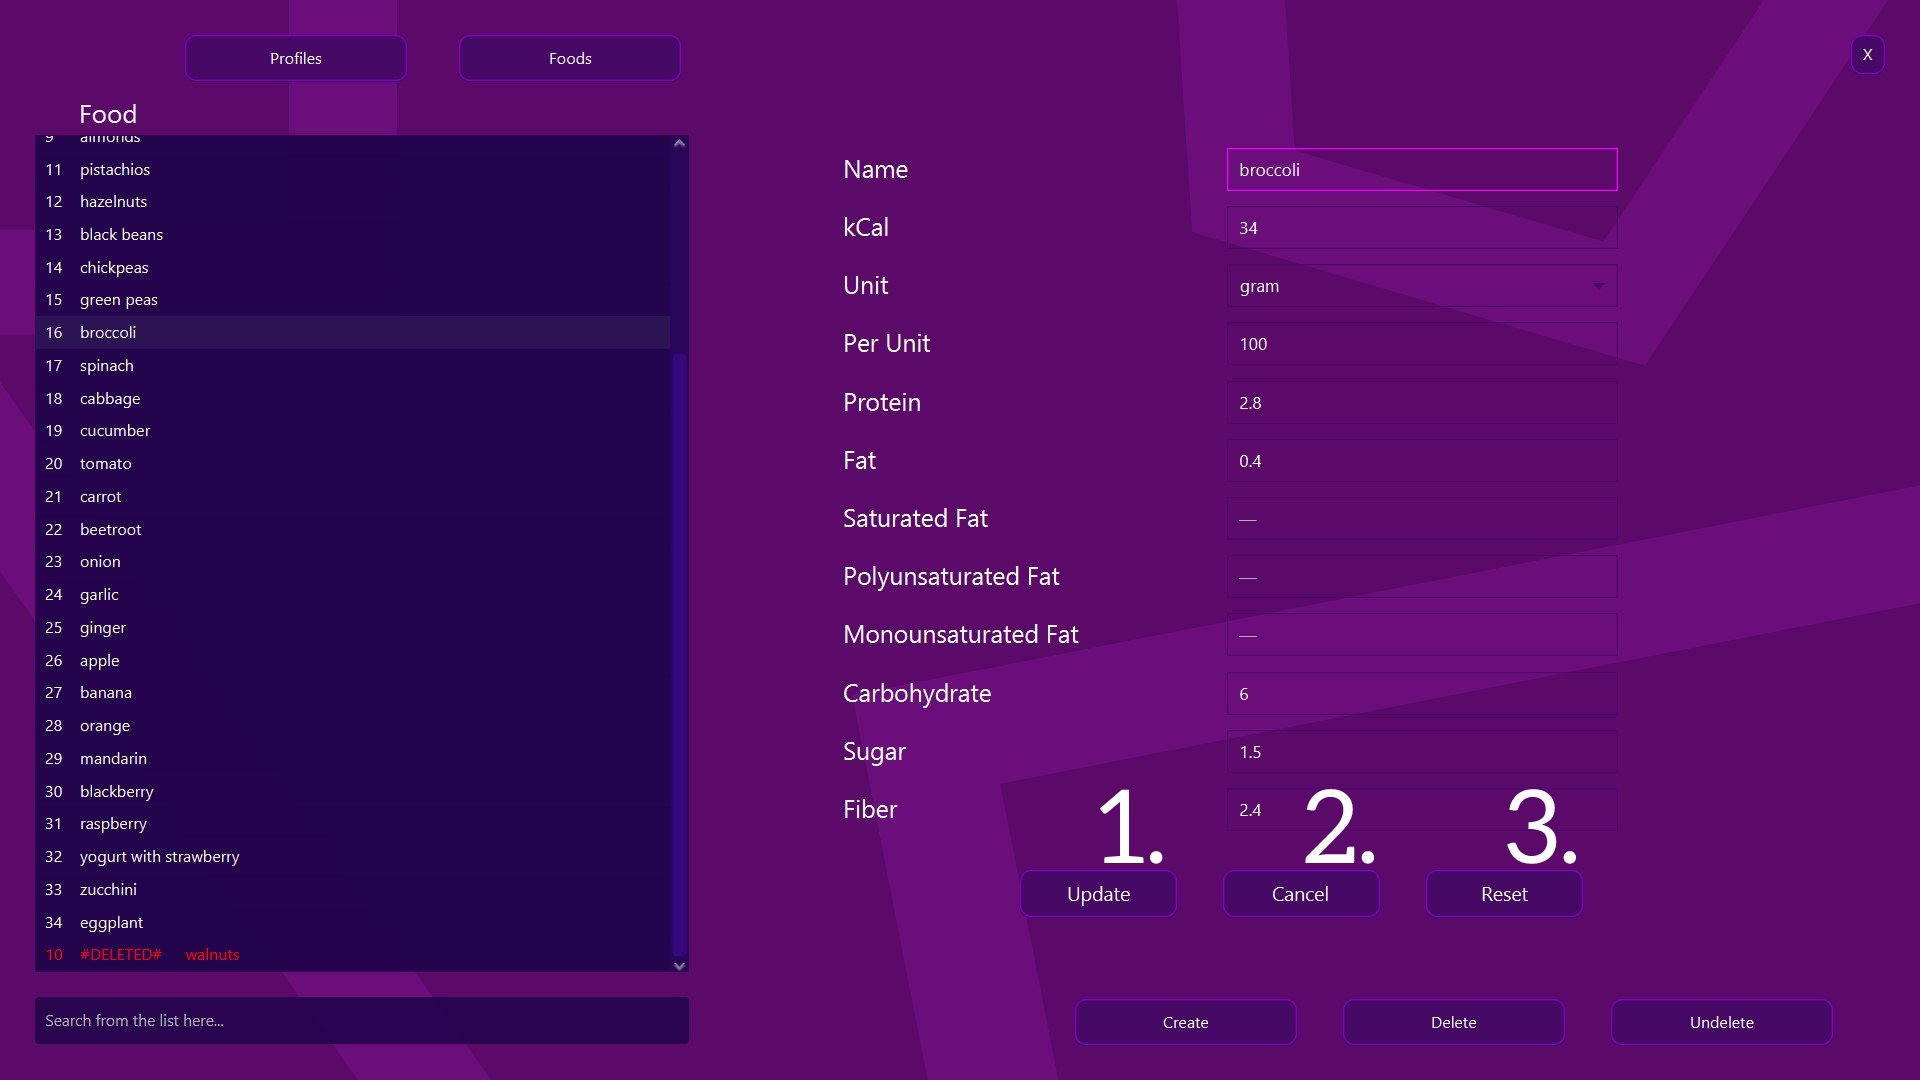 Profiles
Foods
X
Food
9 almonds
11 pistachios
12 hazelnuts
13 black beans
14 chickpeas
15 green peas
16 broccoli
17 spinach
18 cabbage
19 cucumber
20 tomato
21 carrot
22 beetroot
23 onion
24 garlic
25 ginger
26 apple
27 banana
28 orange
29 mandarin
30 blackberry
31 raspberry
32 yogurt with strawberry
33 zucchini
34 eggplant
10 #DELETED# walnuts
Search from the list here...
Name broccoli
kCal 34
Unit gram
Per Unit 100
Protein 2.8
Fat 0.4
Saturated Fat —
Polyunsaturated Fat —
Monounsaturated Fat —
Carbohydrate 6
Sugar 1.5
Fiber 2.4
1. 2. 3.
Update Cancel Reset
Create Delete Undelete